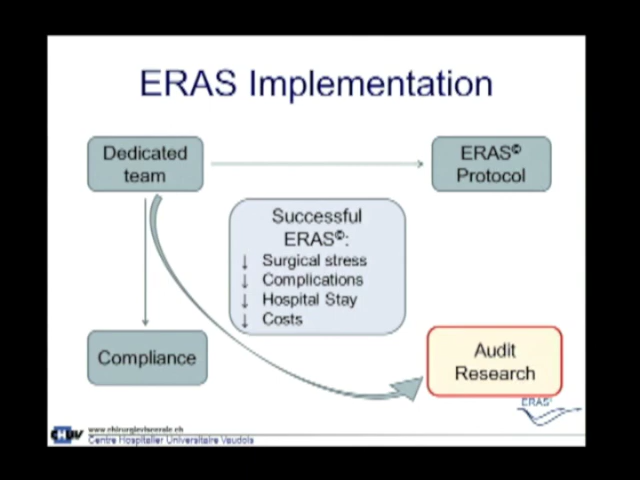 ERAS Implementation
Dedicated
team
ERAS©
Protocol
Successful
ERAS©:
↓ Surgical stress
↓ Complications
↓ Hospital Stay
↓ Costs
Compliance
Audit
Research
ERAS
CHUV
www.chirurgieviscerale.ch
Centre Hospitalier Universitaire Vaudois